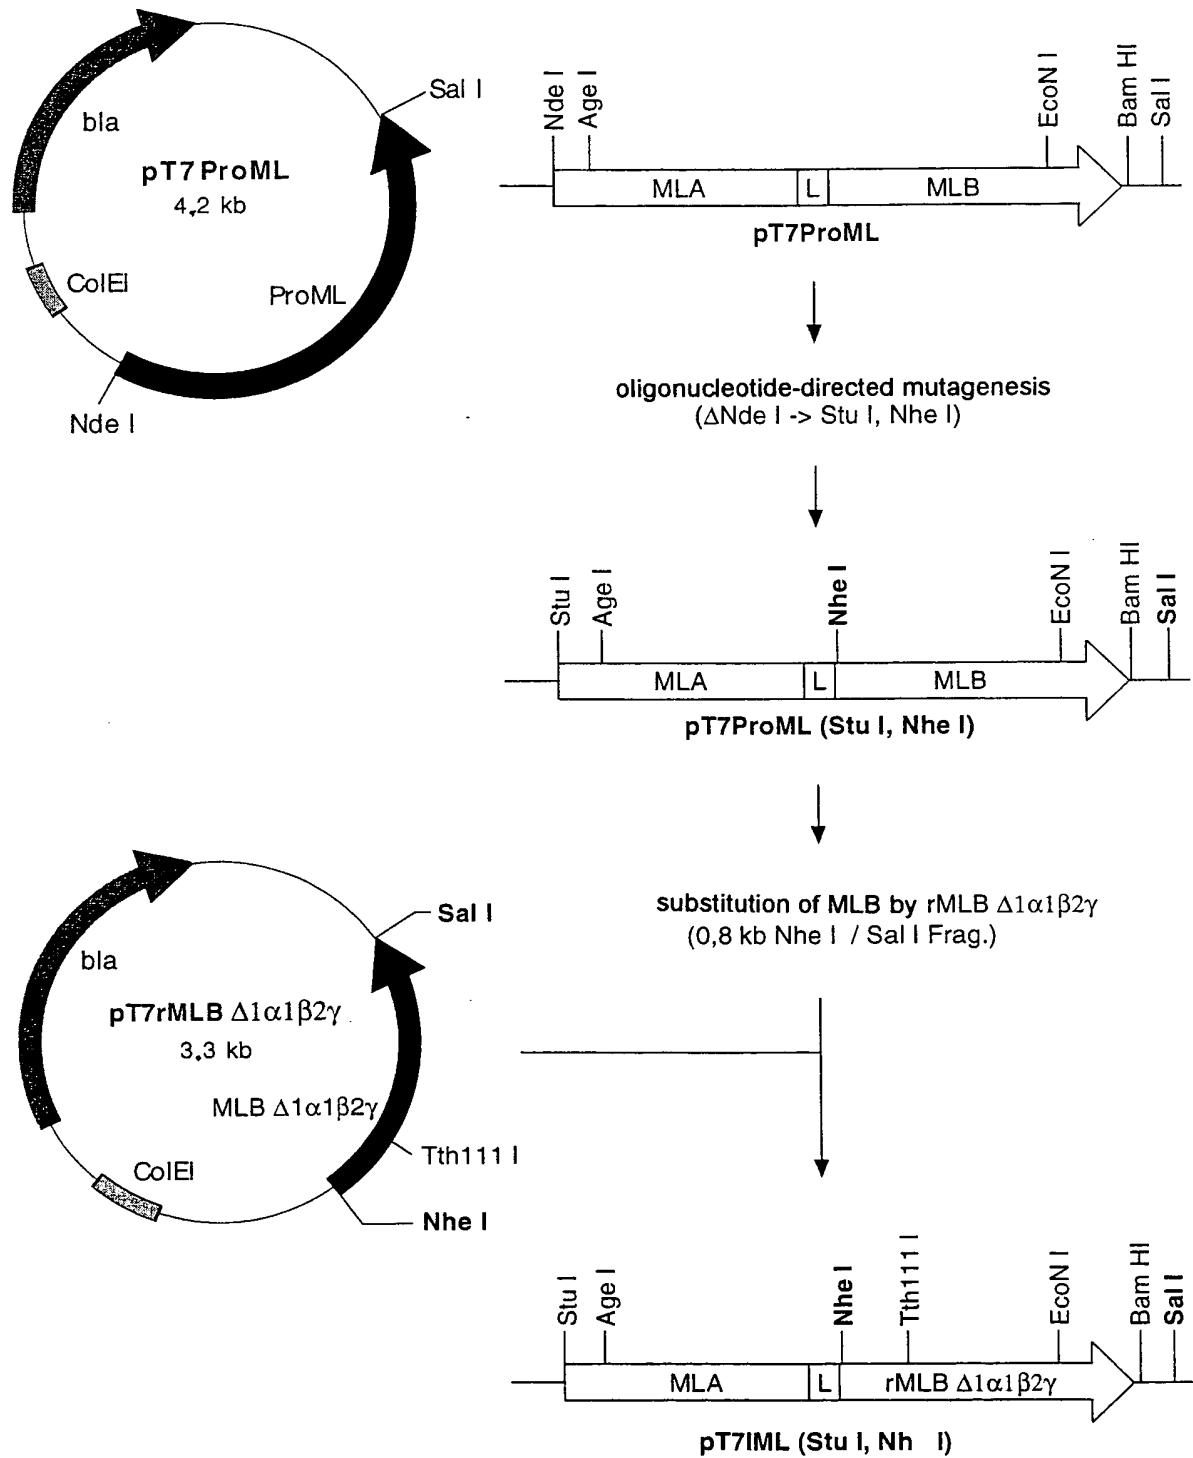 bla
pT7ProML
4,2 kb
ColEI
ProML
Sal I
Nde I
Nde I
Age I
EcoN I
Bam HI
Sal I
MLA
L
MLB
pT7ProML
oligonucleotide-directed mutagenesis
(ΔNde I -> Stu I, Nhe I)
Stu I
Age I
Nhe I
EcoN I
Bam HI
Sal I
MLA
L
MLB
pT7ProML (Stu I, Nhe I)
substitution of MLB by rMLB Δ1α1β2γ
(0,8 kb Nhe I / Sal I Frag.)
Sal I
bla
pT7rMLB Δ1α1β2γ
3,3 kb
MLB Δ1α1β2γ
Tth111 I
ColEI
Nhe I
Stu I
Age I
Nhe I
Tth111 I
EcoN I
Bam HI
Sal I
MLA
L
rMLB Δ1α1β2γ
pT7IML (Stu I, Nh I)